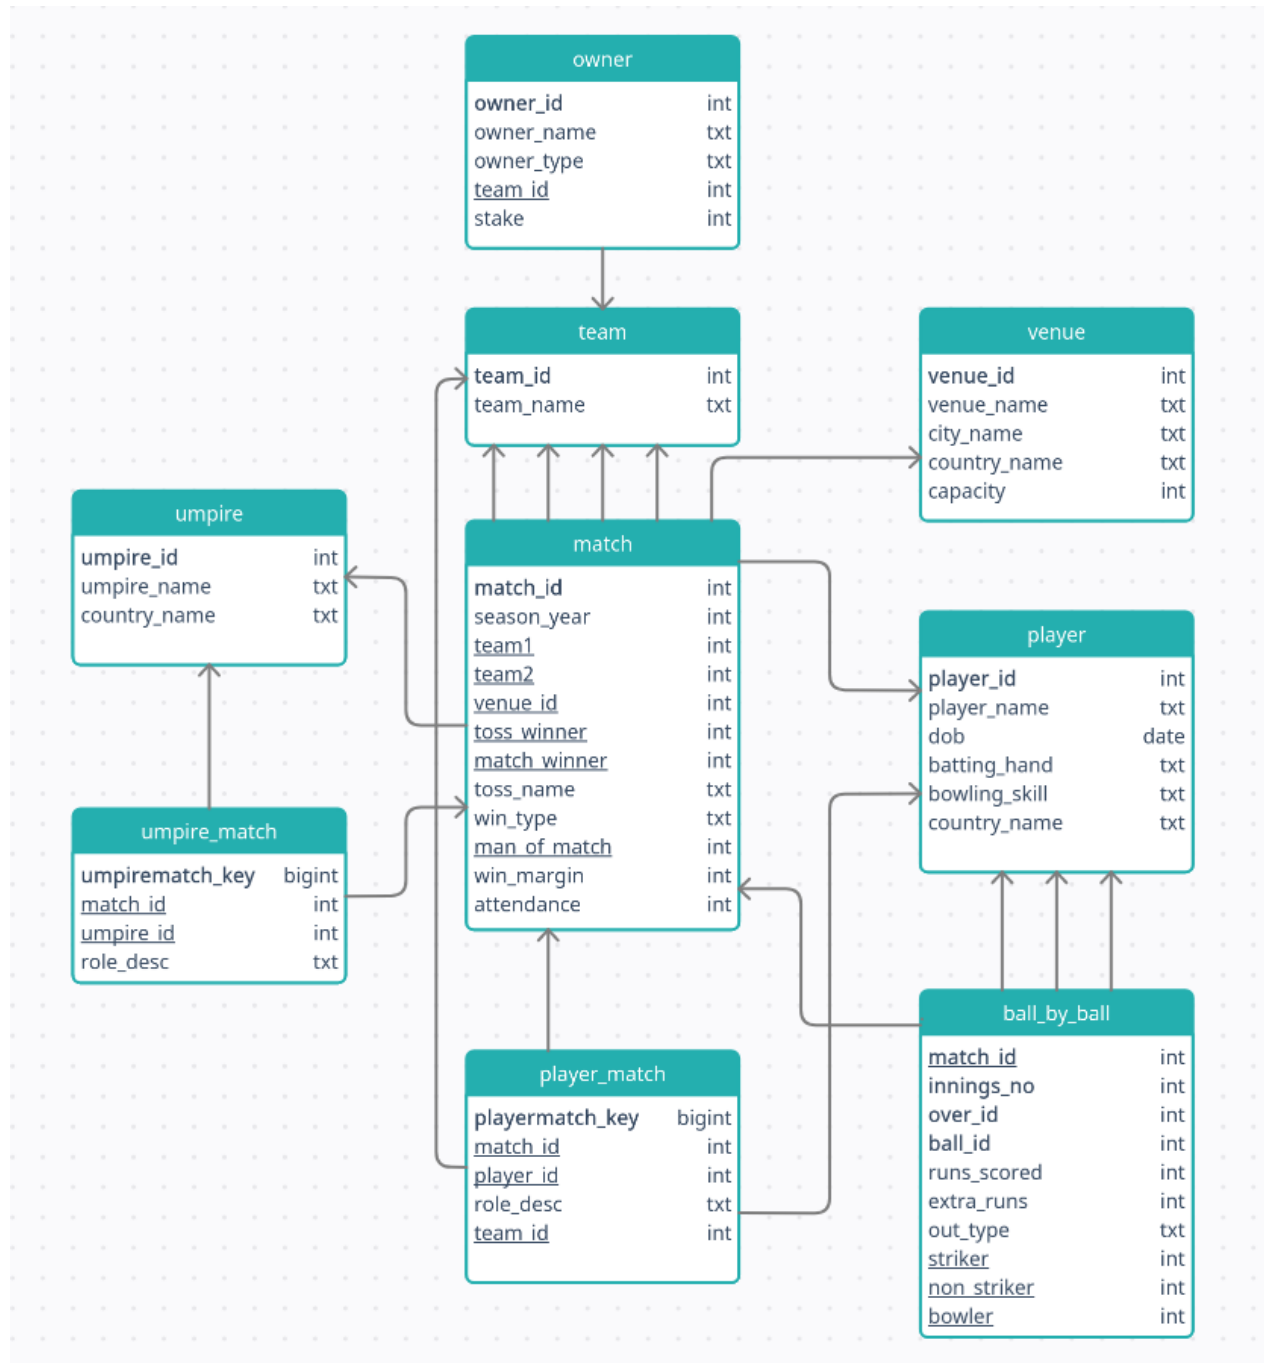 owner
owner_id int
owner_name txt
owner_type txt
team_id int
stake int
team
team_id int
team_name txt
venue
venue_id int
venue_name txt
city_name txt
country_name txt
capacity int
umpire
umpire_id int
umpire_name txt
country_name txt
match
match_id int
season_year int
team1 int
team2 int
venue_id int
toss_winner int
match_winner int
toss_name txt
win_type txt
man_of_match int
win_margin int
attendance int
player
player_id int
player_name txt
dob date
batting_hand txt
bowling_skill txt
country_name txt
umpire_match
umpirematch_key bigint
match_id int
umpire_id int
role_desc txt
player_match
playermatch_key bigint
match_id int
player_id int
role_desc txt
team_id int
ball_by_ball
match_id int
innings_no int
over_id int
ball_id int
runs_scored int
extra_runs int
out_type txt
striker int
non_striker int
bowler int